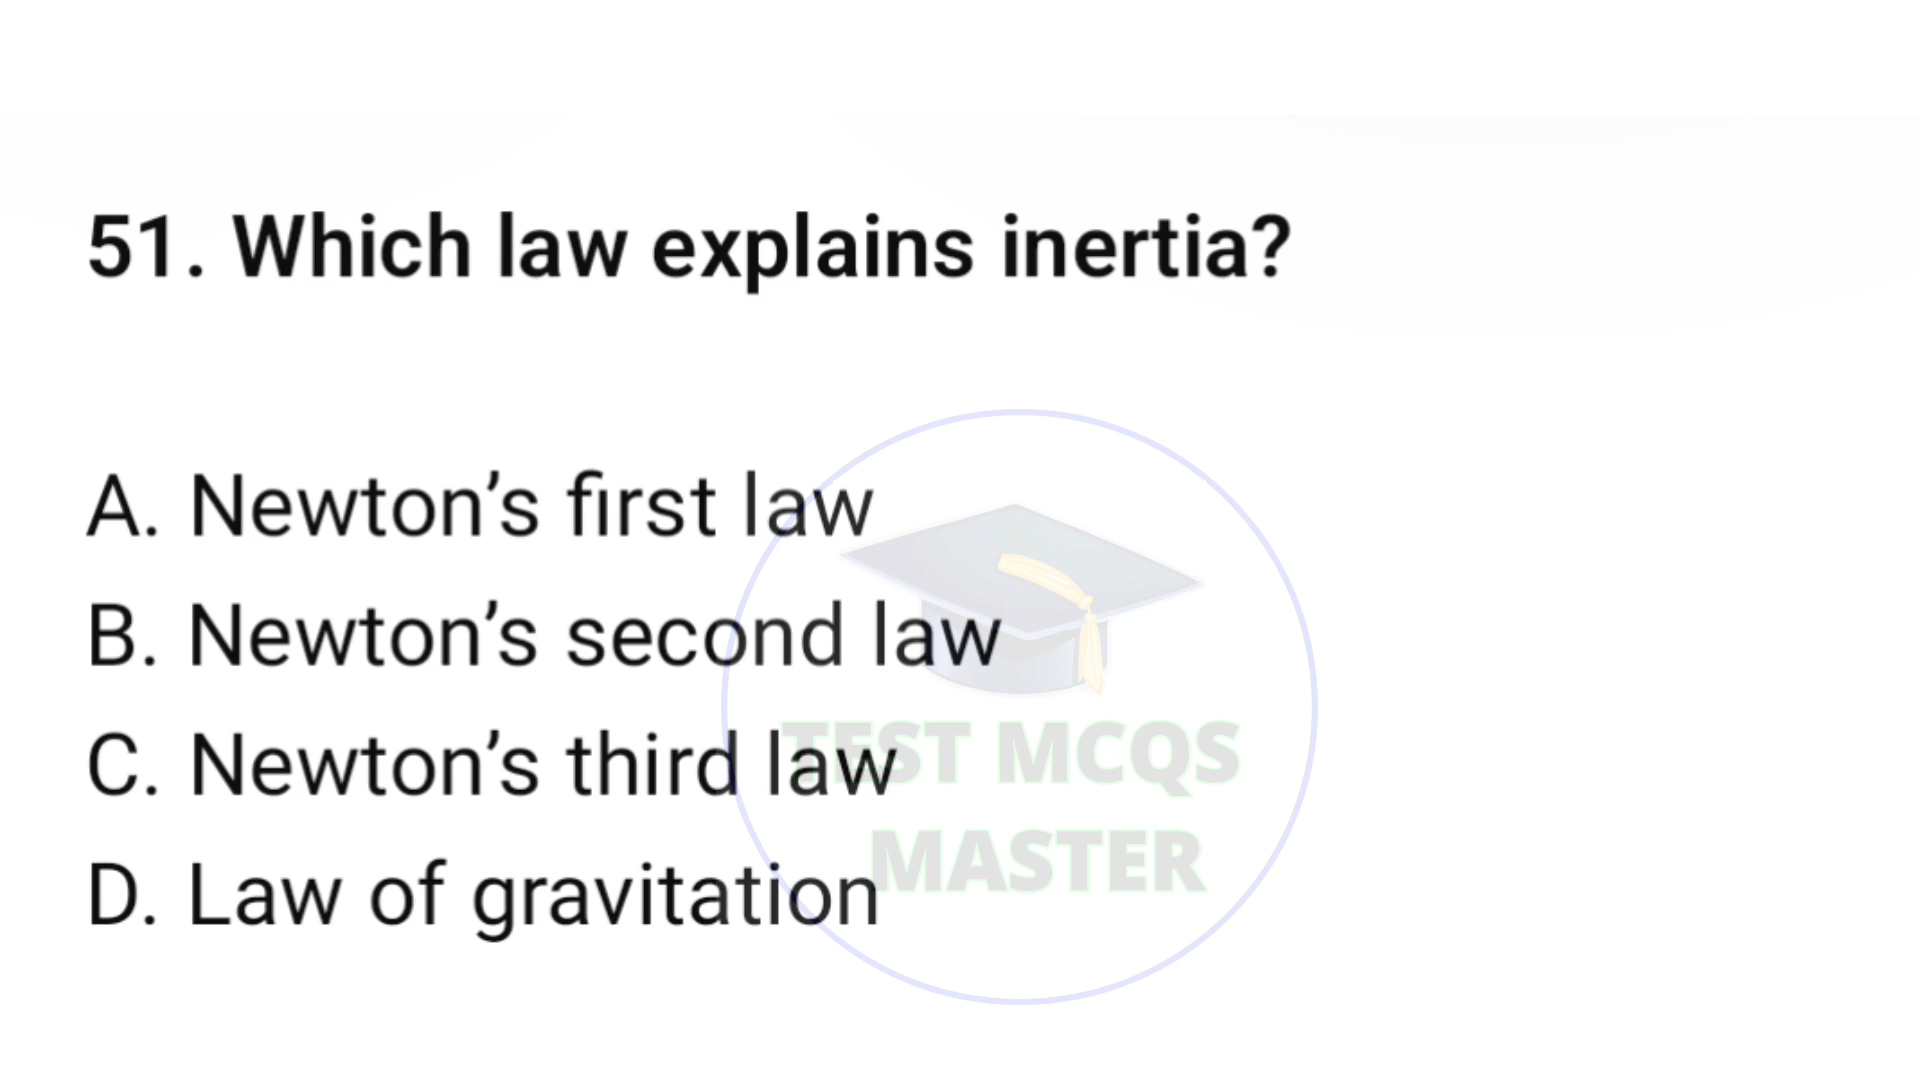 51. Which law explains inertia?
A. Newton’s first law
B. Newton’s second law
C. Newton’s third law
D. Law of gravitation
TEST MCQS
MASTER